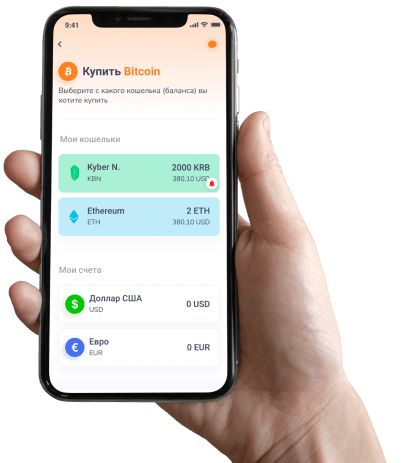 9:41
Купить Bitcoin
Выберите с какого кошелька (баланса) вы
хотите купить
Мои кошельки
Kyber N. 2000 KRB
KBN 380,10 USD
Ethereum 2 ETH
ETH 380,10 USD
Мои счета
$ Доллар США 0 USD
USD
€ Евро 0 EUR
EUR